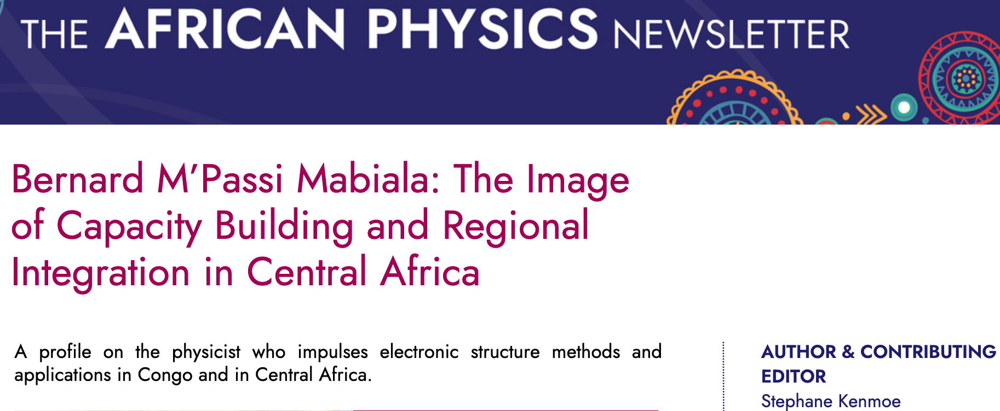 THE AFRICAN PHYSICS NEWSLETTER
Bernard M’Passi Mabiala: The Image
of Capacity Building and Regional
Integration in Central Africa
A profile on the physicist who impulses electronic structure methods and
applications in Congo and in Central Africa.
AUTHOR & CONTRIBUTING
EDITOR
Stephane Kenmoe